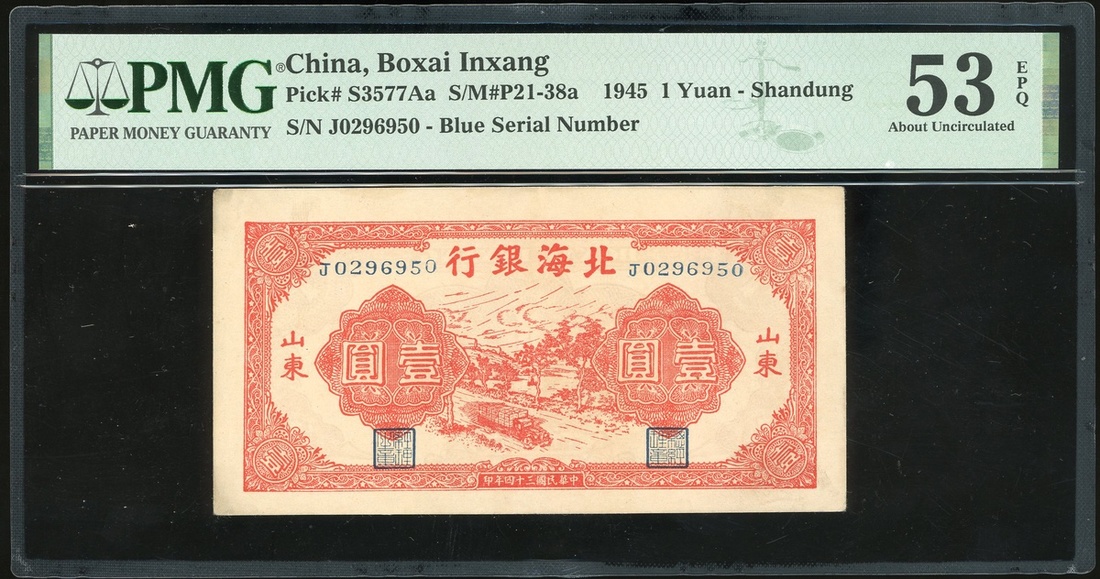 PMG®
PAPER MONEY GUARANTY
China, Boxai Inxang
Pick# S3577Aa S/M#P21-38a 1945 1 Yuan - Shandung
S/N J0296950 - Blue Serial Number
53
EPQ
About Uncirculated
行銀海北
J0296950
J0296950
山東
山東
圓壹
圓壹
印年四十三國民華中